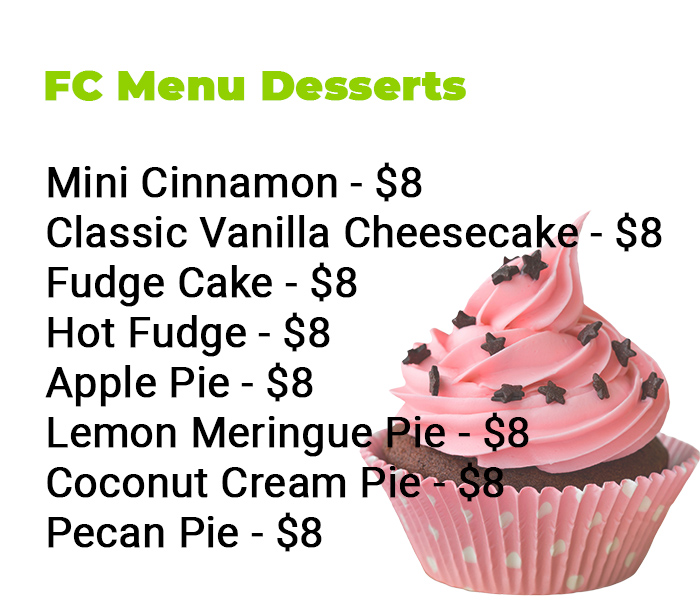 FC Menu Desserts
Mini Cinnamon - $8
Classic Vanilla Cheesecake - $8
Fudge Cake - $8
Hot Fudge - $8
Apple Pie - $8
Lemon Meringue Pie - $8
Coconut Cream Pie - $8
Pecan Pie - $8